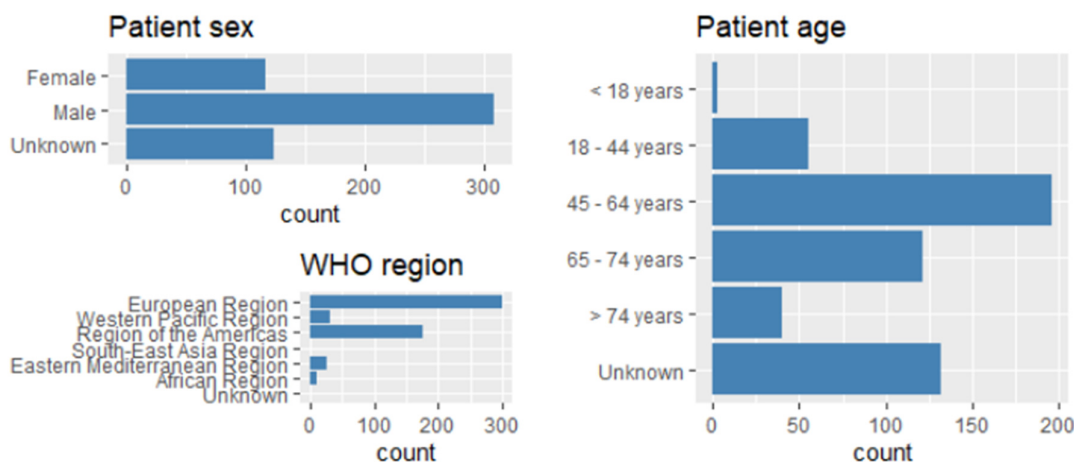 Patient sex
Female
Male
Unknown
0 100 200 300
count
WHO region
European Region
Western Pacific Region
Region of the Americas
South-East Asia Region
Eastern Mediterranean Region
African Region
Unknown
0 100 200 300
count
Patient age
< 18 years
18 - 44 years
45 - 64 years
65 - 74 years
> 74 years
Unknown
0 50 100 150 200
count